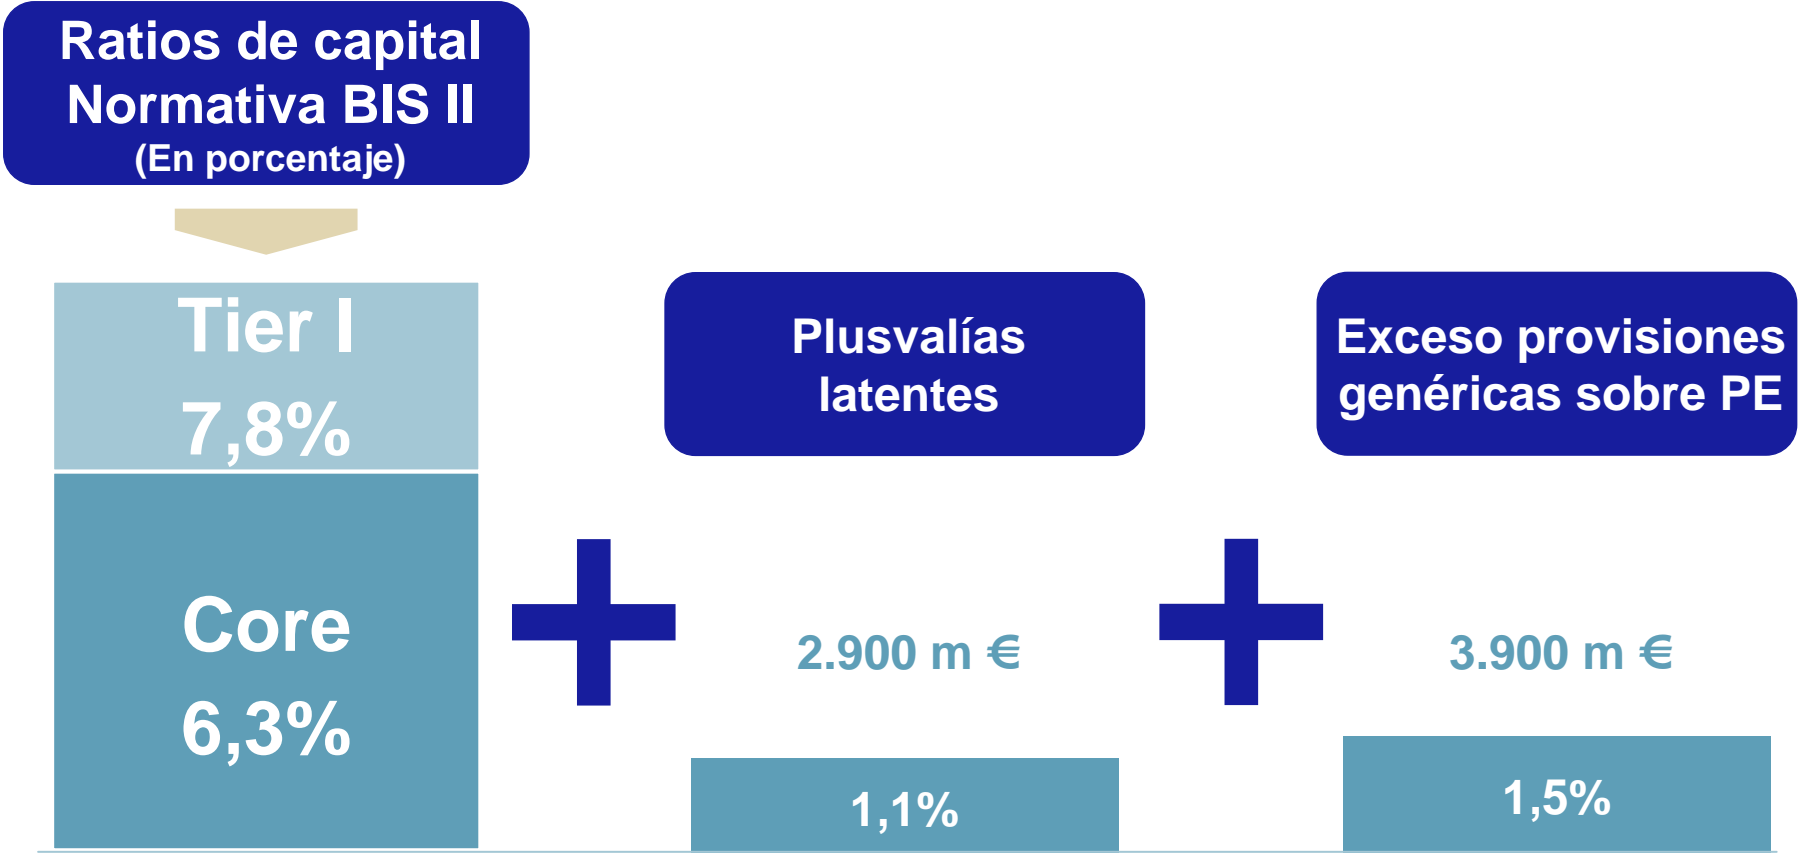 Ratios de capital
Normativa BIS II
(En porcentaje)
Tier I
7,8%
Core
6,3%
Plusvalías
latentes
2.900 m €
1,1%
Exceso provisiones
genéricas sobre PE
3.900 m €
1,5%